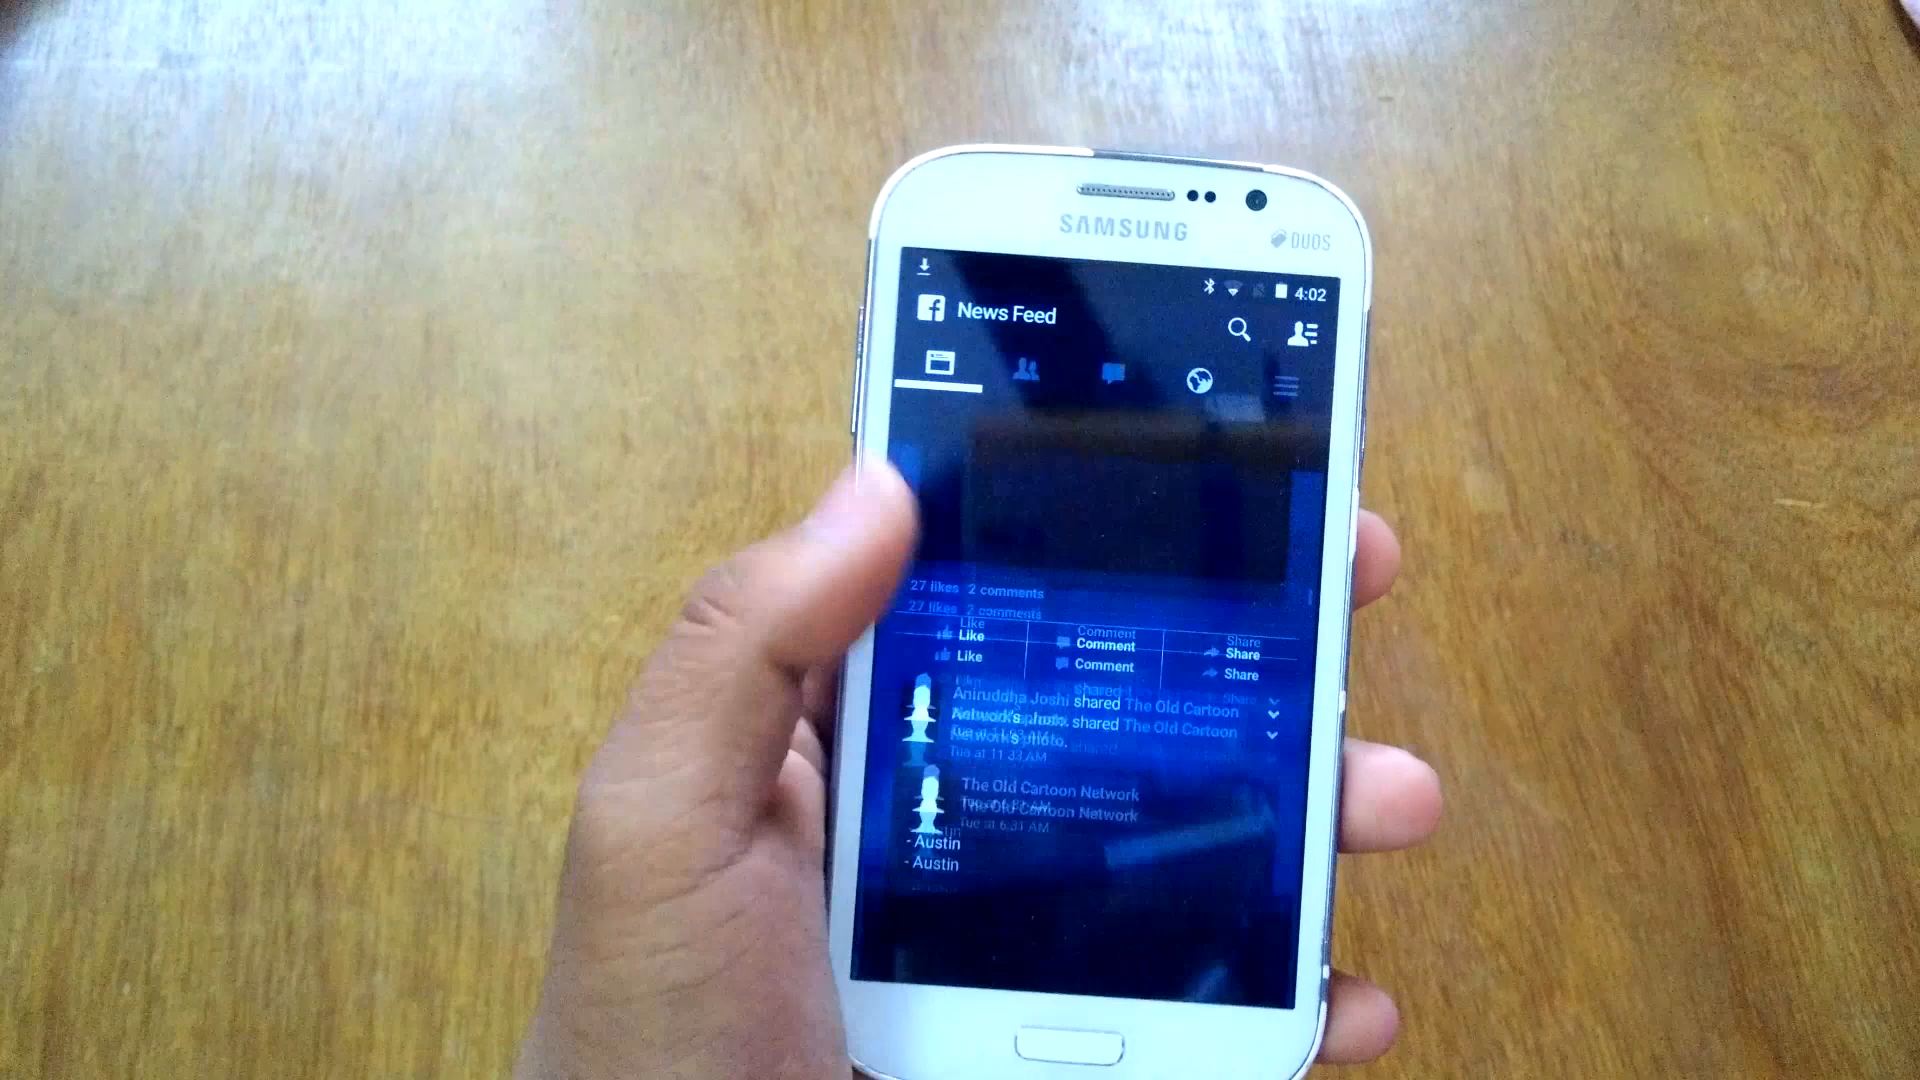 SAMSUNG
DUOS
4:02
News Feed
27 likes 2 comments
27 likes 2 comments
Like Comment Share
Like Comment Share
Like Comment Share
shared
Aniruddha Joshi shared The Old Cartoon
shared The Old Cartoon
Network's photo.
Tue at 11:33 AM
The Old Cartoon Network
The Old Cartoon Network
Tue at 6:31 AM
- Austin
- Austin